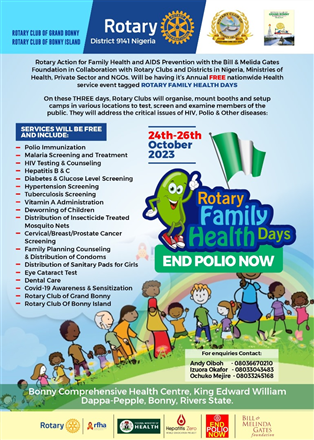 ROTARY CLUB OF GRAND BONNY
ROTARY CLUB OF BONNY ISLAND
Rotary
District 9141 Nigeria
Rotary Action for Family Health and AIDS Prevention with the Bill & Melida Gates
Foundation in Collaboration with Rotary Clubs and Districts in Nigeria, Ministries of
Health, Private Sector and NGOs. Will be having it's Annual FREE nationwide Health
service event tagged ROTARY FAMILY HEALTH DAYS
On these THREE days, Rotary Clubs will organise, mount booths and setup
camps in various locations to test, screen and examine members of the
public. They will address the critical issues of HIV, Polio & Other diseases:
SERVICES WILL BE FREE
AND INCLUDE:
Polio Immunization
Malaria Screening and Treatment
HIV Testing & Counseling
Hepatitis B & C
Diabetes & Glucose Level Screening
Hypertension Screening
Tuberculosis Screening
Vitamin A Administration
Deworming of Children
Distribution of Insecticide Treated
Mosquito Nets
Cervical/Breast/Prostate Cancer
Screening
Family Planning Counseling
& Distribution of Condoms
Distribution of Sanitary Pads for Girls
Eye Cataract Test
Dental Care
Covid-19 Awareness & Sensitization
Rotary Club of Grand Bonny
Rotary Club Of Bonny Island
24th-26th
October
2023
Rotary
Family
Health Days
END POLIO NOW
For enquiries Contact:
Andy Oiboh - 08036670210
Izuora Okafor - 08033043483
Ochuko Mejire - 08033245168
Bonny Comprehensive Health Centre, King Edward William
Dappa-Pepple, Bonny, Rivers State.
Rotary
rfha
HEALTH
Hepatitis Zero
END
POLIO
NOW
BILL &
MELINDA
GATES
foundation